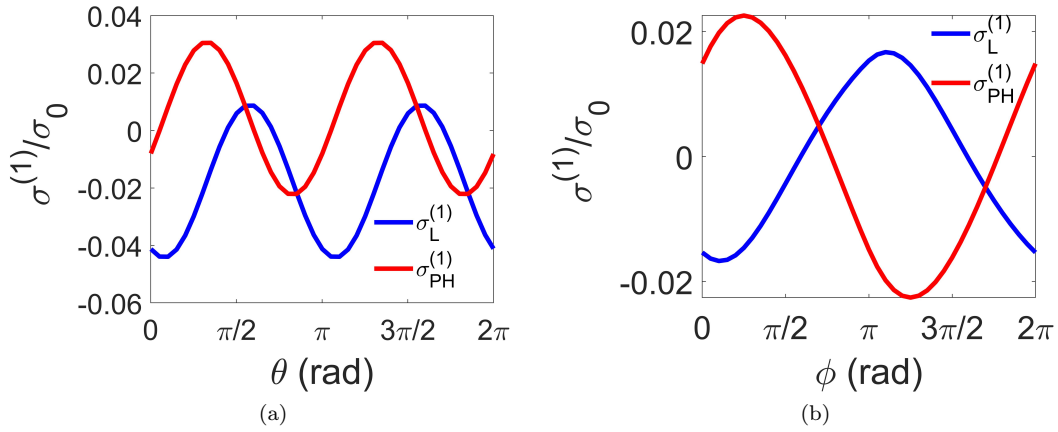 0.04
0.02
0
-0.02
-0.04
-0.06
σ(1)/σ0
σL(1)
σPH(1)
0 π/2 π 3π/2 2π
θ (rad)
(a)
0.02
0
-0.02
σ(1)/σ0
σL(1)
σPH(1)
0 π/2 π 3π/2 2π
ϕ (rad)
(b)